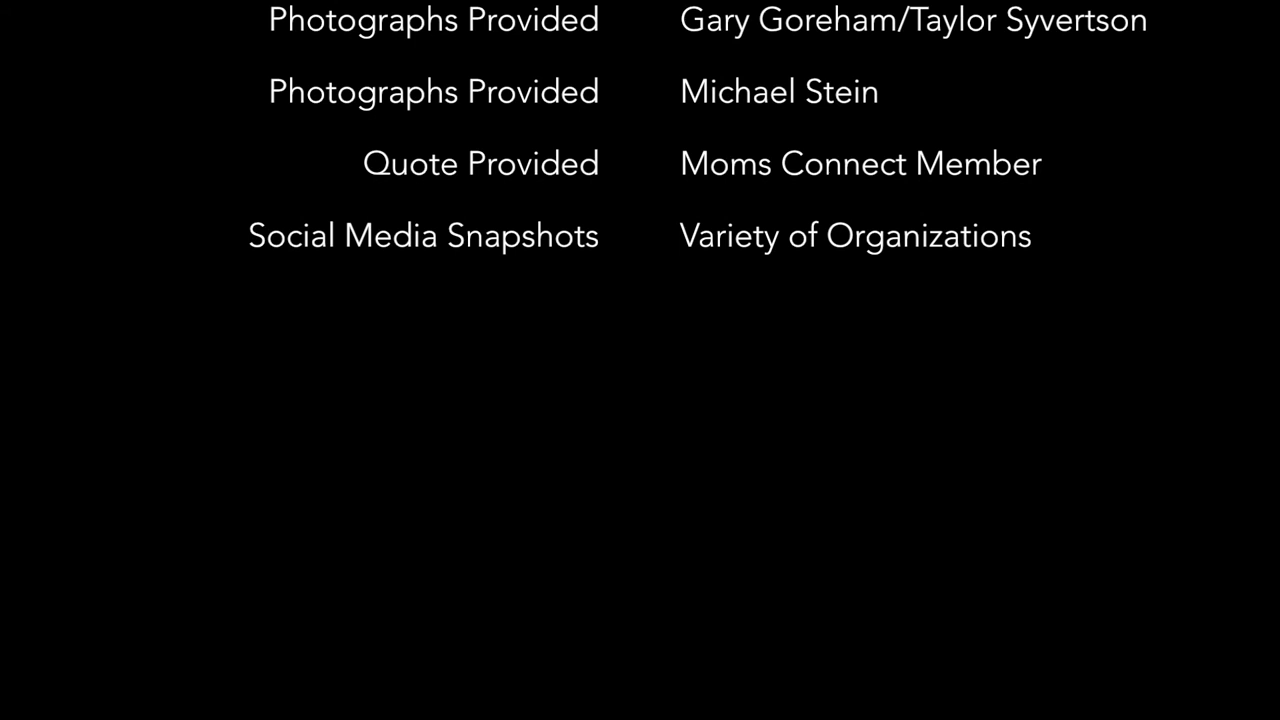 Photographs Provided Gary Goreham/Taylor Syvertson
Photographs Provided Michael Stein
Quote Provided Moms Connect Member
Social Media Snapshots Variety of Organizations